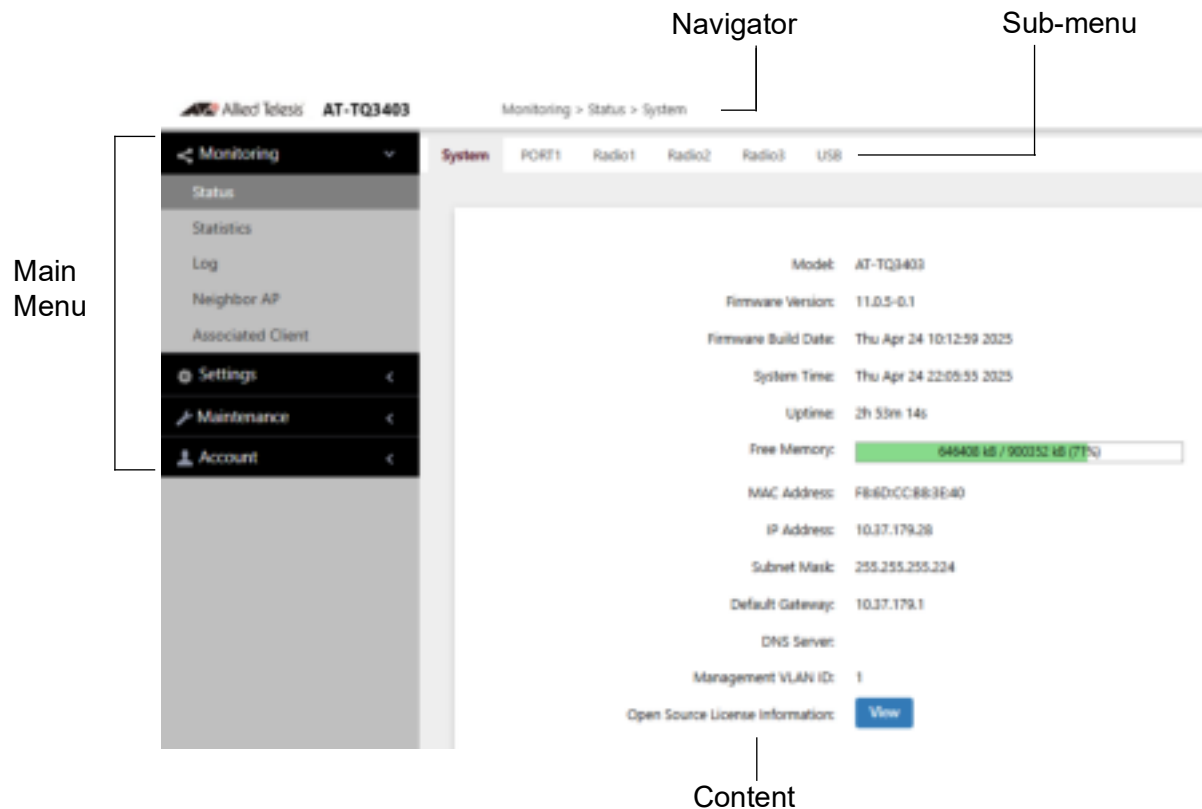 Navigator
Sub-menu
Allied Telesis AT-TQ3403
Monitoring > Status > System
Monitoring
System PORT1 Radio1 Radio2 Radio3 USB
Status
Statistics
Log
Neighbor AP
Associated Client
Settings
Maintenance
Account
Main
Menu
Model: AT-TQ3403
Firmware Version: 11.0.5-0.1
Firmware Build Date: Thu Apr 24 10:12:59 2025
System Time: Thu Apr 24 22:05:55 2025
Uptime: 2h 53m 14s
Free Memory: 646408 kB / 900352 kB (71%)
MAC Address: F8:6D:CC:B8:3E:40
IP Address: 10.37.179.28
Subnet Mask: 255.255.255.224
Default Gateway: 10.37.179.1
DNS Server:
Management VLAN ID: 1
Open Source License Information: View
Content